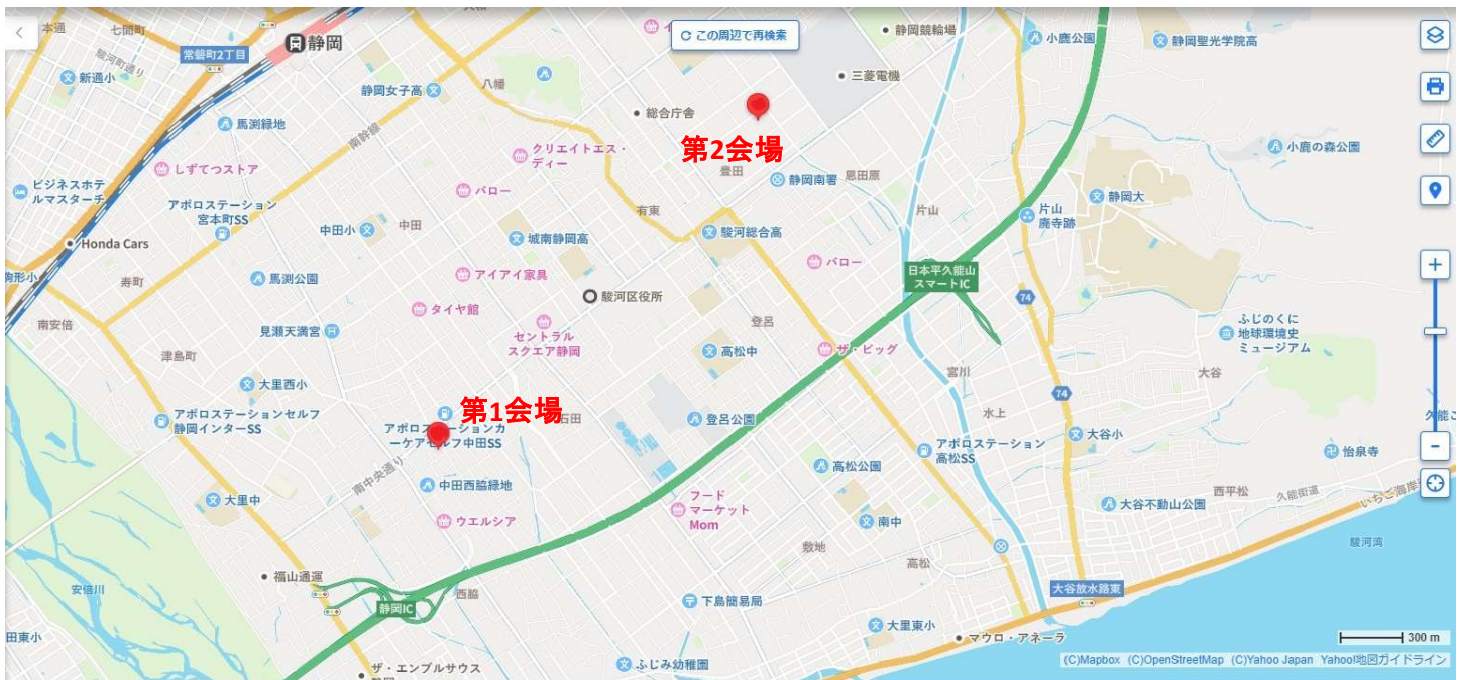 本通
七間町
駿河町通り
常磐町2丁目
静岡
新通小
静岡女子高
八幡
この周辺で再検索
静岡競輪場
小鹿公園
静岡聖光学院高
三菱電機
総合庁舎
馬渕緑地
南幹線
クリエイトエス・
ディー
第2会場
豊田
静岡南署
恩田原
小鹿の森公園
しずてつストア
ビジネスホテ
ルマスターチ
バロー
アポロステーション
宮本町SS
中田小
中田
有東
片山
静岡大
片山
廃寺跡
Honda Cars
城南静岡高
駿河総合高
駒形小
寿町
馬渕公園
アイアイ家具
バロー
日本平久能山
スマートIC
駿河区役所
74
タイヤ館
南安倍
見瀬天満宮
セントラル
スクエア静岡
登呂
ふじのくに
地球環境史
ミュージアム
津島町
高松中
ザ・ビッグ
宮川
大谷
大里西小
74
アポロステーションセルフ
静岡インターSS
第1会場
アポロステーションカ
ーケアセルフ中田SS
石田
登呂公園
水上
大谷小
アポロステーション
高松SS
怡泉寺
南中央通り
中田西脇緑地
高松公園
大里中
フード
マーケット
Mom
ウエルシア
南中
大谷不動山公園
西平松
久能街道
いちご海岸
敷地
高松
駿河湾
安倍川
福山通運
西脇
静岡IC
下島簡易局
大谷放水路東
田東小
大里東小
マウロ・アネーラ
300 m
ザ・エンブルサウス
ふじみ幼稚園
(C)Mapbox (C)OpenStreetMap (C)Yahoo Japan Yahoo!地図ガイドライン